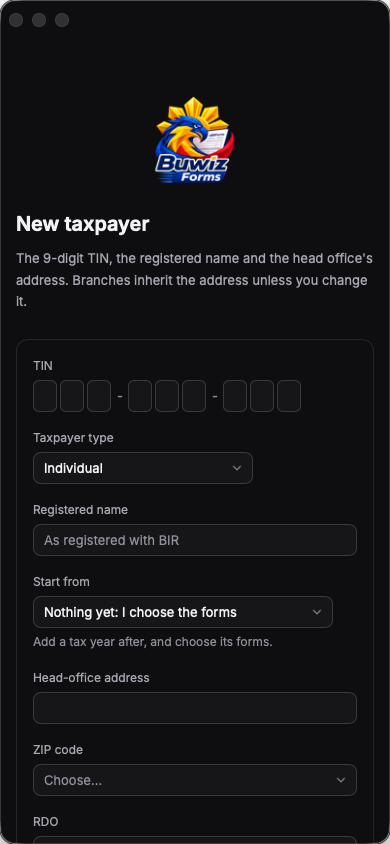 Buwiz
Forms
New taxpayer
The 9-digit TIN, the registered name and the head office's
address. Branches inherit the address unless you change
it.
TIN
- -
Taxpayer type
Individual
Registered name
As registered with BIR
Start from
Nothing yet: I choose the forms
Add a tax year after, and choose its forms.
Head-office address
ZIP code
Choose...
RDO